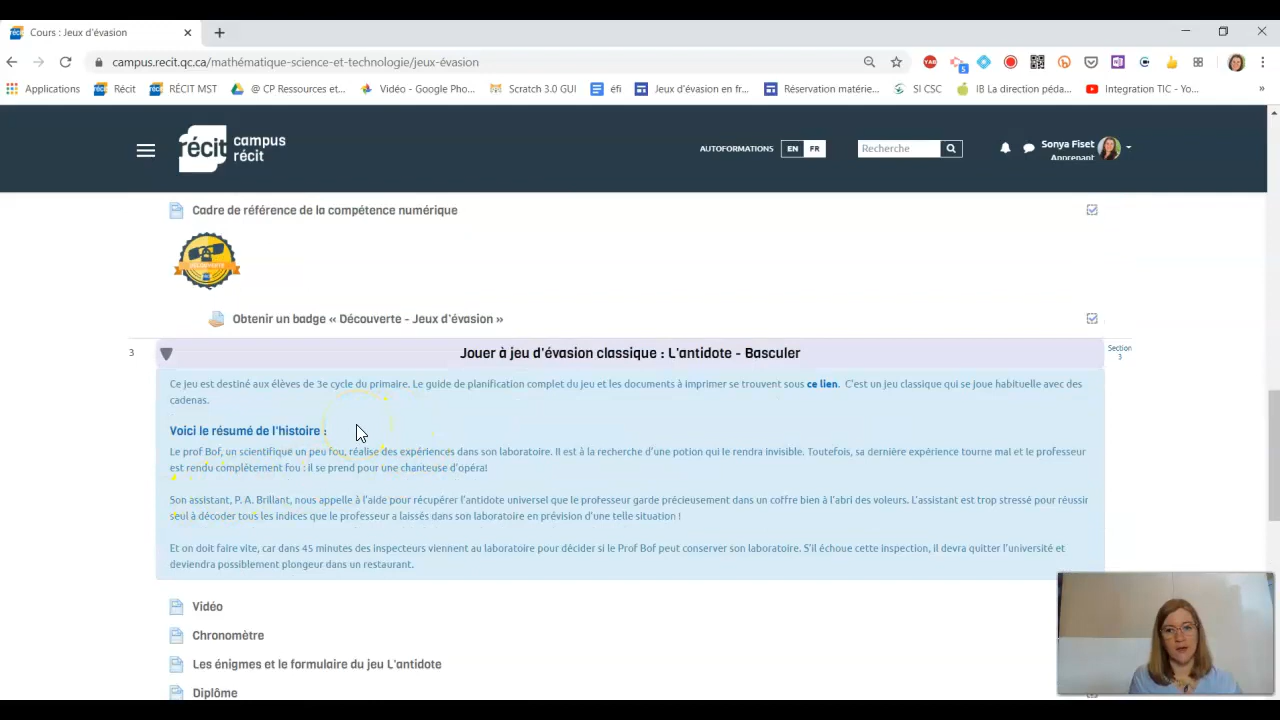 Cours : Jeux d'évasion
campus.recit.qc.ca/mathématique-science-et-technologie/jeux-évasion
Applications Récit RÉCIT MST @ CP Ressources et... Vidéo - Google Pho... Scratch 3.0 GUI éfi Jeux d'évasion en fr... Réservation matérie... SI CSC IB La direction péda... Integration TIC - Yo...
récit campus récit
AUTOFORMATIONS EN FR Recherche Sonya Fiset
Apprenant
Cadre de référence de la compétence numérique
DÉCOUVERTE
Obtenir un badge « Découverte - Jeux d'évasion »
3 Jouer à jeu d'évasion classique : L'antidote - Basculer Section 3
Ce jeu est destiné aux élèves de 3e cycle du primaire. Le guide de planification complet du jeu et les documents à imprimer se trouvent sous ce lien. C'est un jeu classique qui se joue habituelle avec des
cadenas.
Voici le résumé de l'histoire :
Le prof Bof, un scientifique un peu fou, réalise des expériences dans son laboratoire. Il est à la recherche d'une potion qui le rendra invisible. Toutefois, sa dernière expérience tourne mal et le professeur
est rendu complètement fou : il se prend pour une chanteuse d'opéra!
Son assistant, P. A. Brillant, nous appelle à l'aide pour récupérer l'antidote universel que le professeur garde précieusement dans un coffre bien à l'abri des voleurs. L'assistant est trop stressé pour réussir
seul à décoder tous les indices que le professeur a laissés dans son laboratoire en prévision d'une telle situation !
Et on doit faire vite, car dans 45 minutes des inspecteurs viennent au laboratoire pour décider si le Prof Bof peut conserver son laboratoire. S'il échoue cette inspection, il devra quitter l'université et
deviendra possiblement plongeur dans un restaurant.
Vidéo
Chronomètre
Les énigmes et le formulaire du jeu L'antidote
Diplôme